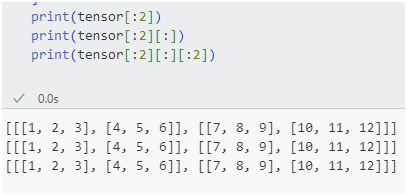 print(tensor[:2])
print(tensor[:2][:])
print(tensor[:2][:][:2])
0.0s
[[[1, 2, 3], [4, 5, 6]], [[7, 8, 9], [10, 11, 12]]]
[[[1, 2, 3], [4, 5, 6]], [[7, 8, 9], [10, 11, 12]]]
[[[1, 2, 3], [4, 5, 6]], [[7, 8, 9], [10, 11, 12]]]